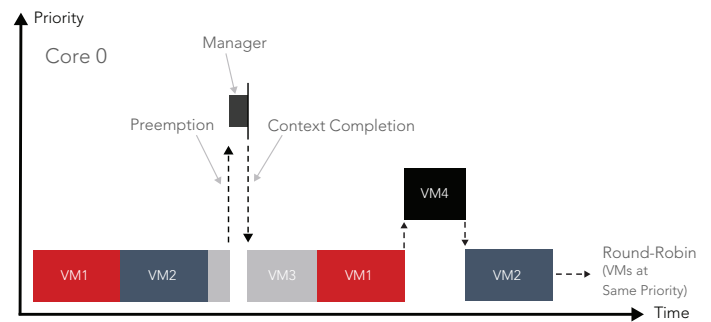 Priority
Core 0
Manager
Preemption
Context Completion
VM4
VM1
VM2
VM3
VM1
VM2
Round-Robin
(VMs at
Same Priority)
Time